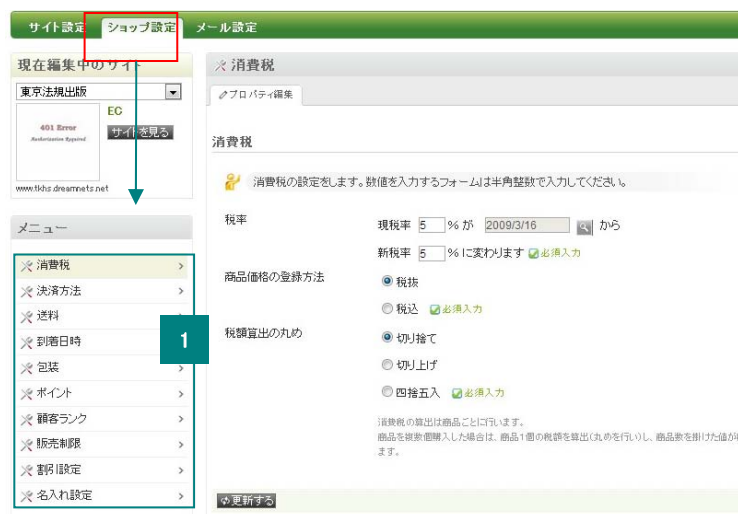 サイト設定 ショップ設定 メール設定
現在編集中のサイト
東京法規出版
EC
401 Error
Authorization Required
サイトを見る
www.tkhs.dreamnets.net
メニュー
消費税
決済方法
送料
到着日時
包装
ポイント
顧客ランク
販売制限
割引設定
名入れ設定
1
消費税
プロパティ編集
消費税
消費税の設定をします。数値を入力するフォームは半角整数で入力してください。
税率
現税率 5 % が 2009/3/16 から
新税率 5 % に変わります 必須入力
商品価格の登録方法
税抜
税込 必須入力
税額算出の丸め
切り捨て
切り上げ
四捨五入 必須入力
消費税の算出は商品ごとに行います。
商品を複数個購入した場合は、商品1個の税額を算出(丸めを行い)し、商品数を掛けた値が
ます。
更新する